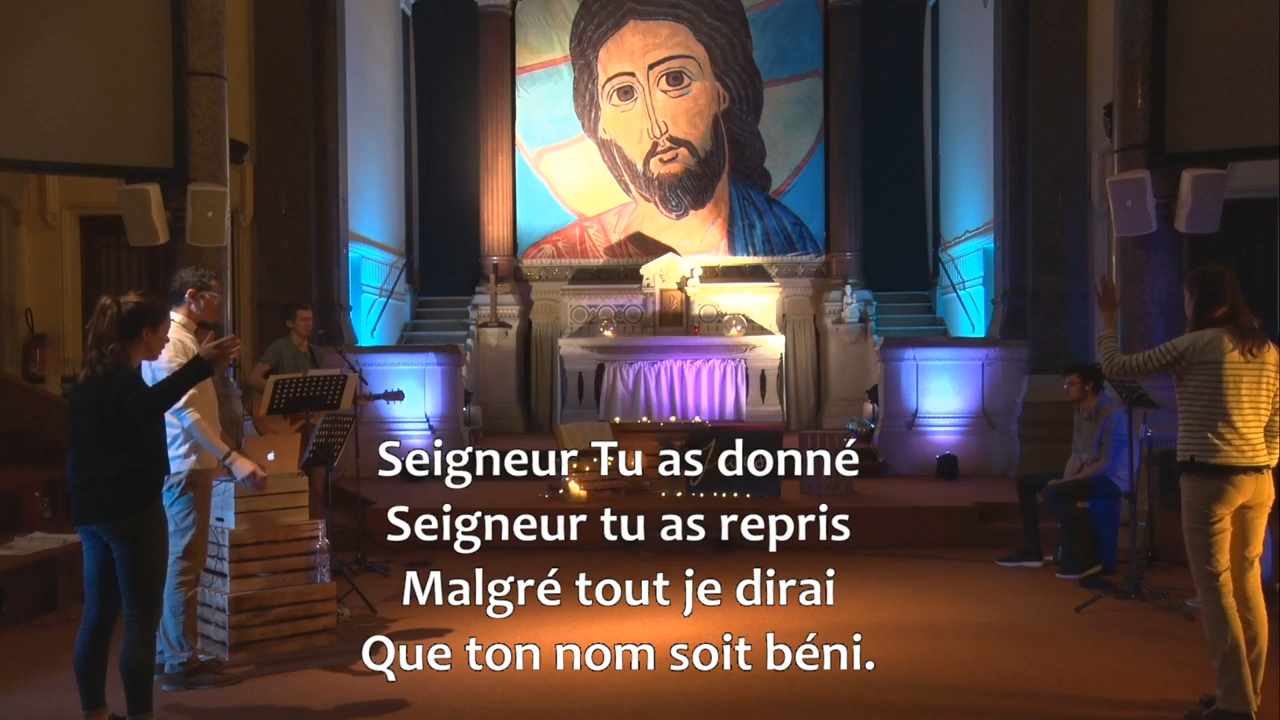 Seigneur Tu as donné
Seigneur tu as repris
Malgré tout je dirai
Que ton nom soit béni.